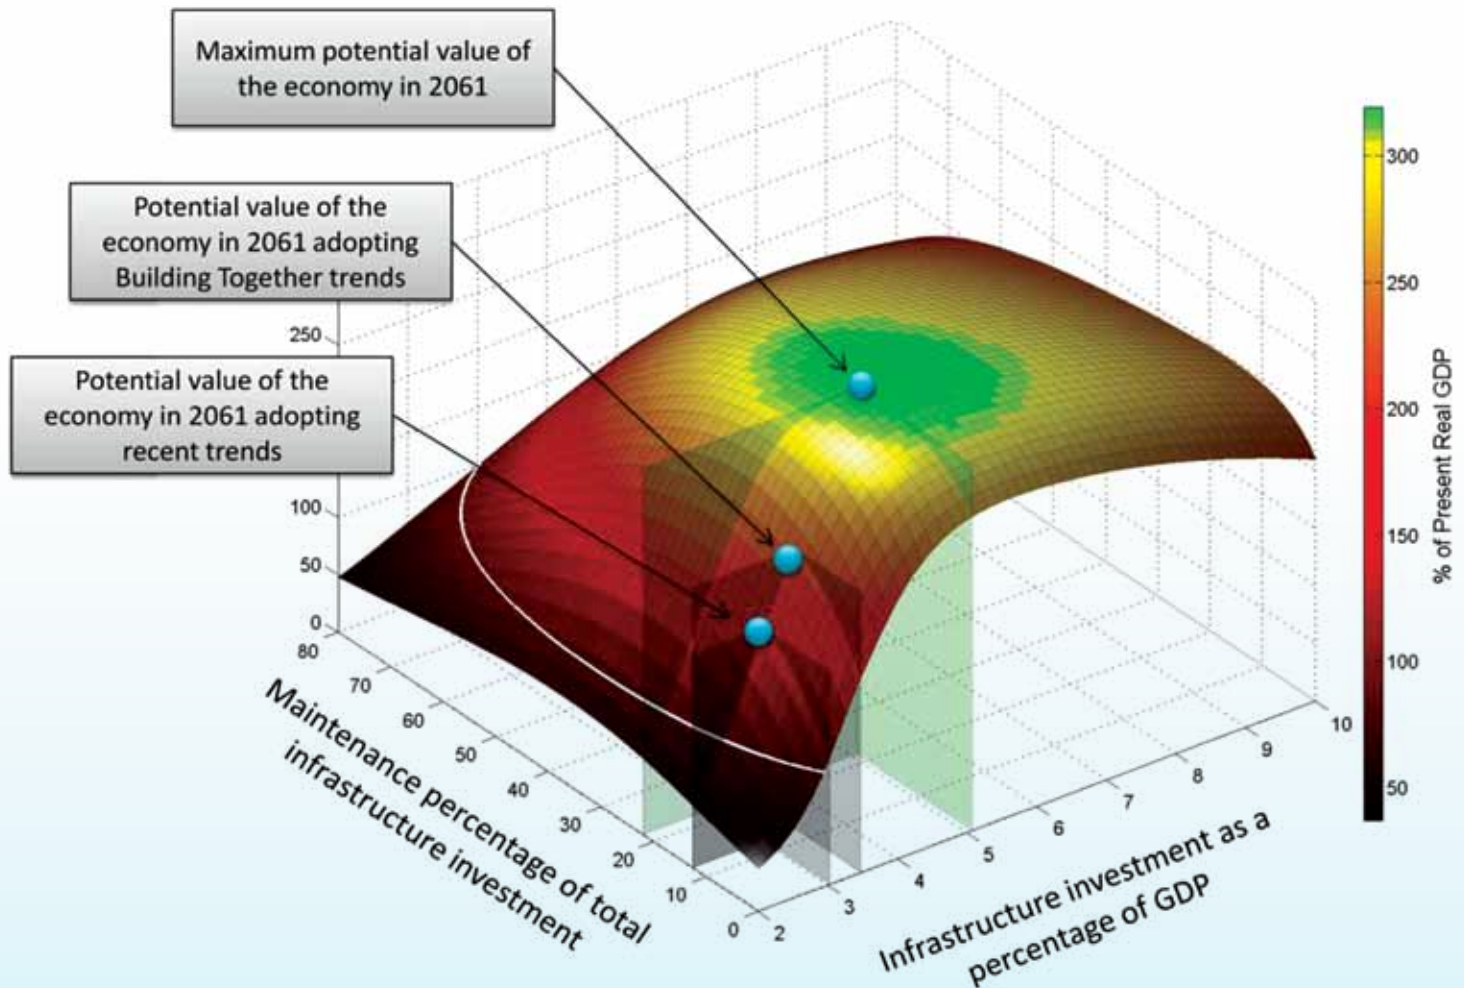 Maximum potential value of
the economy in 2061
Potential value of the
economy in 2061 adopting
Building Together trends
Potential value of the
economy in 2061 adopting
recent trends
250
100
50
0
80
70
60
50
40
30
20
10
0
2
3
4
5
6
7
8
9
10
Maintenance percentage of total
infrastructure investment
Infrastructure investment as a
percentage of GDP
300
250
200
150
100
50
% of Present Real GDP